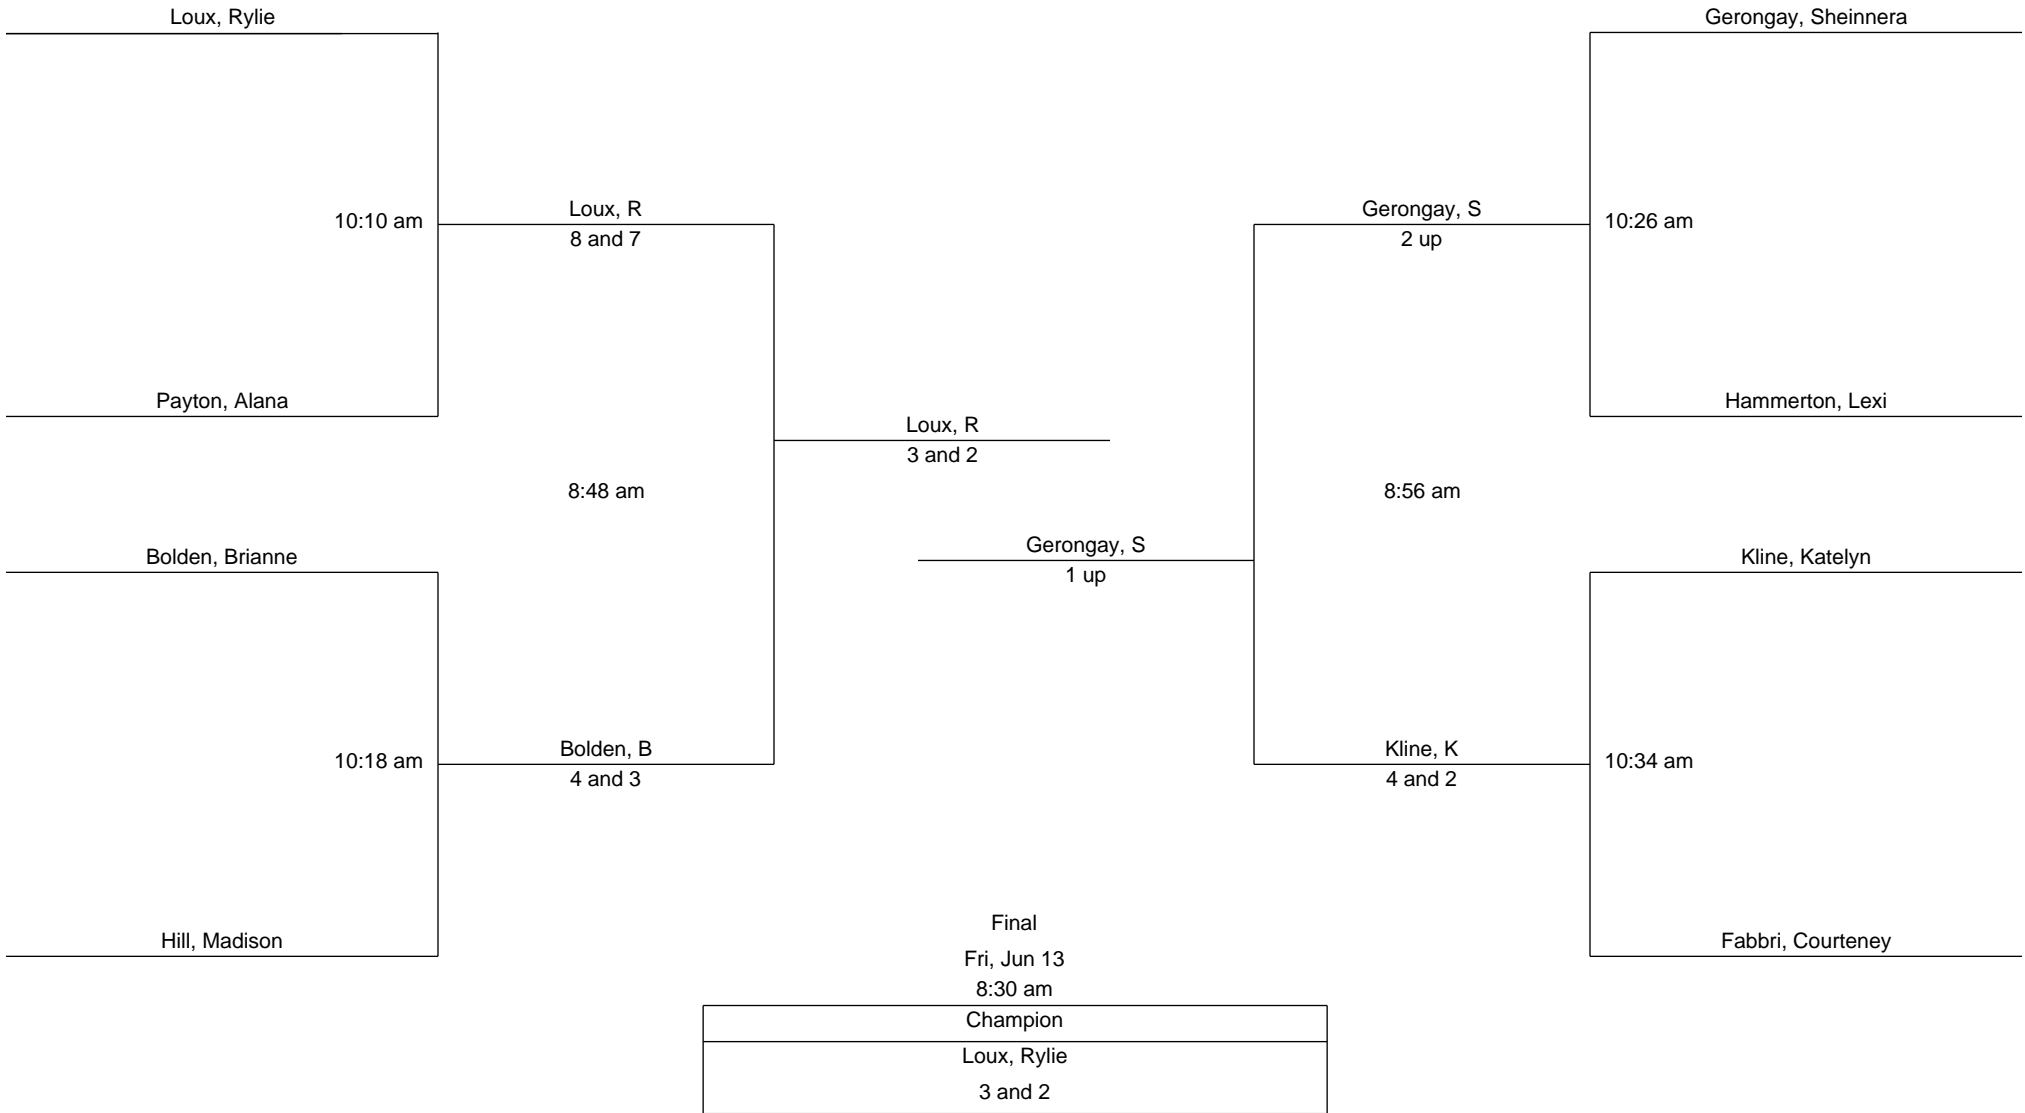 Loux, Rylie
Gerongay, Sheinnera
Loux, R
Gerongay, S
10:10 am
10:26 am
8 and 7
2 up
Payton, Alana
Hammerton, Lexi
Loux, R
3 and 2
8:48 am
8:56 am
Gerongay, S
Bolden, Brianne
Kline, Katelyn
1 up
Bolden, B
Kline, K
10:18 am
10:34 am
4 and 3
4 and 2
Final
Hill, Madison
Fabbri, Courteney
Fri, Jun 13
8:30 am
Champion
Loux, Rylie
3 and 2